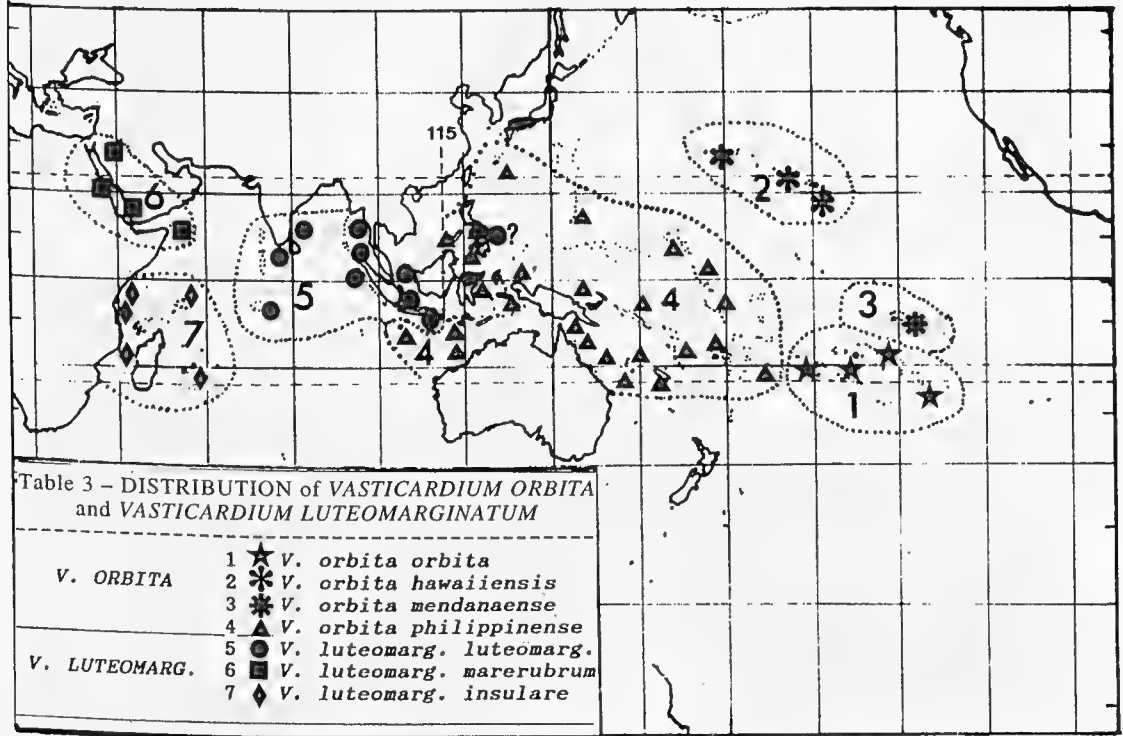 115
6
2
?
5
4
3
7
4
1
Table 3 – DISTRIBUTION of VASTICARDIUM ORBITA
and VASTICARDIUM LUTEOMARGINATUM
V. ORBITA
1 V. orbita orbita
2 V. orbita hawaiiensis
3 V. orbita mendanaense
4 V. orbita philippinense
V. LUTEOMARG.
5 V. luteomarg. luteomarg.
6 V. luteomarg. marerubrum
7 V. luteomarg. insulare